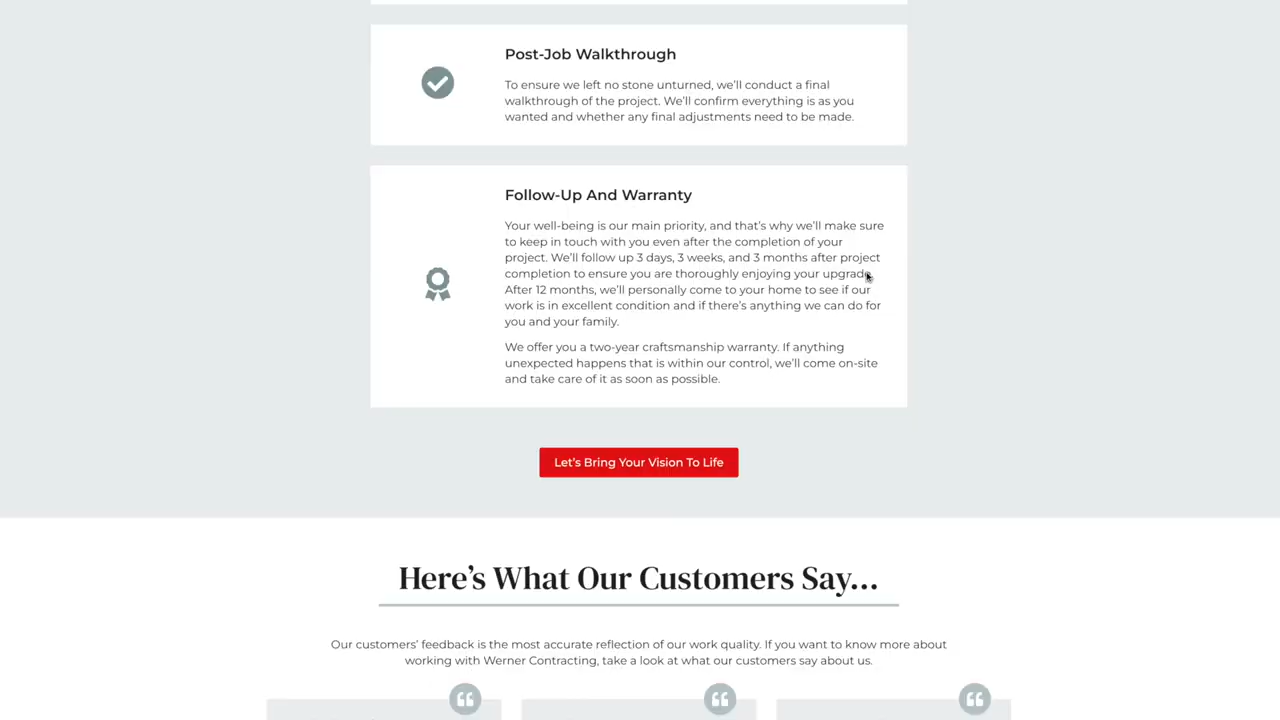 Post-Job Walkthrough
To ensure we left no stone unturned, we'll conduct a final
walkthrough of the project. We'll confirm everything is as you
wanted and whether any final adjustments need to be made.
Follow-Up And Warranty
Your well-being is our main priority, and that's why we'll make sure
to keep in touch with you even after the completion of your
project. We'll follow up 3 days, 3 weeks, and 3 months after project
completion to ensure you are thoroughly enjoying your upgrade.
After 12 months, we'll personally come to your home to see if our
work is in excellent condition and if there's anything we can do for
you and your family.
We offer you a two-year craftsmanship warranty. If anything
unexpected happens that is within our control, we'll come on-site
and take care of it as soon as possible.
Let's Bring Your Vision To Life
Here's What Our Customers Say...
Our customers' feedback is the most accurate reflection of our work quality. If you want to know more about
working with Werner Contracting, take a look at what our customers say about us.